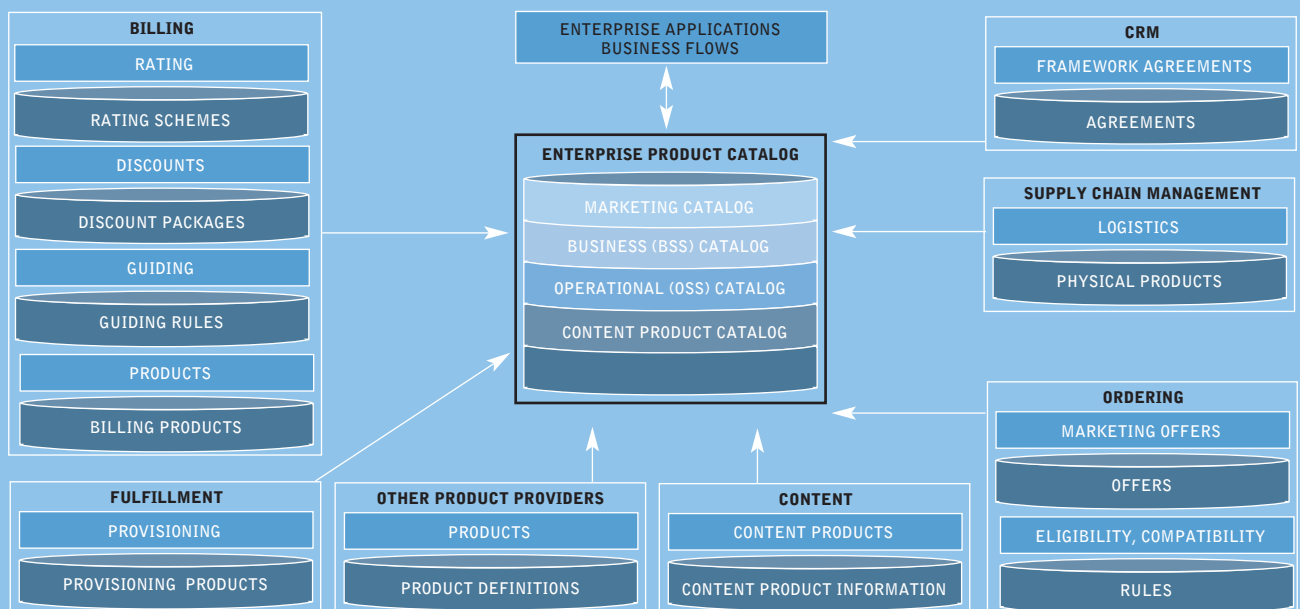 BILLING
RATING
RATING SCHEMES
DISCOUNTS
DISCOUNT PACKAGES
GUIDING
GUIDING RULES
PRODUCTS
BILLING PRODUCTS
ENTERPRISE APPLICATIONS
BUSINESS FLOWS
ENTERPRISE PRODUCT CATALOG
MARKETING CATALOG
BUSINESS (BSS) CATALOG
OPERATIONAL (OSS) CATALOG
CONTENT PRODUCT CATALOG
CRM
FRAMEWORK AGREEMENTS
AGREEMENTS
SUPPLY CHAIN MANAGEMENT
LOGISTICS
PHYSICAL PRODUCTS
ORDERING
MARKETING OFFERS
OFFERS
ELIGIBILITY, COMPATIBILITY
RULES
FULFILLMENT
PROVISIONING
PROVISIONING PRODUCTS
OTHER PRODUCT PROVIDERS
PRODUCTS
PRODUCT DEFINITIONS
CONTENT
CONTENT PRODUCTS
CONTENT PRODUCT INFORMATION